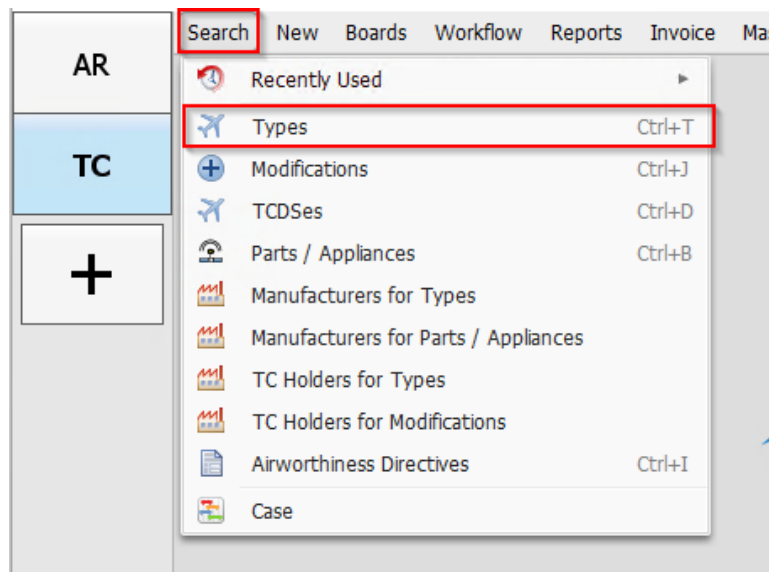 AR
TC
+
Search New Boards Workflow Reports Invoice
Recently Used
Types Ctrl+T
Modifications Ctrl+J
TCDSes Ctrl+D
Parts / Appliances Ctrl+B
Manufacturers for Types
Manufacturers for Parts / Appliances
TC Holders for Types
TC Holders for Modifications
Airworthiness Directives Ctrl+I
Case